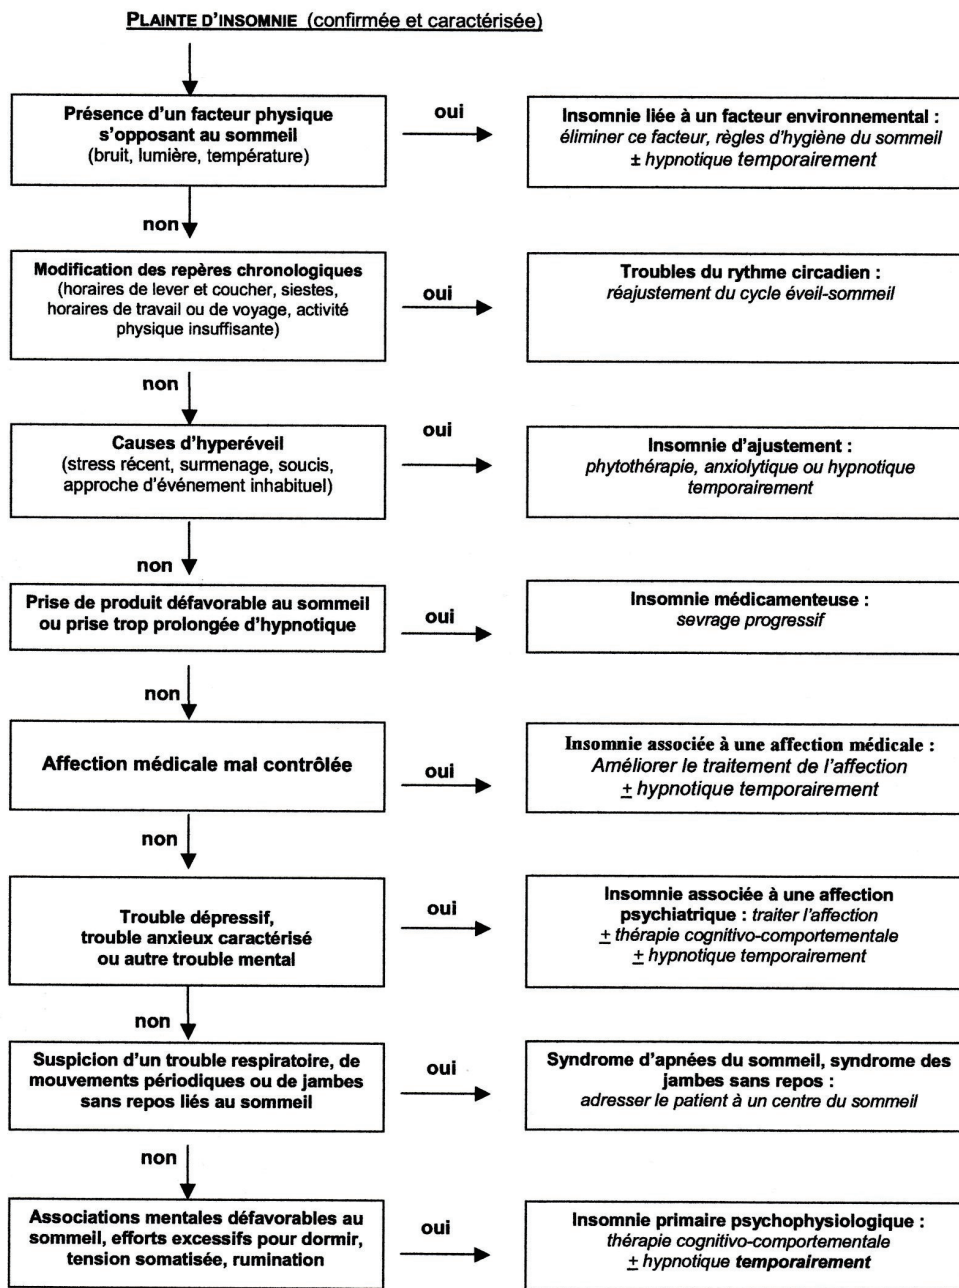 PLAINTE D'INSOMNIE (confirmée et caractérisée)
Présence d'un facteur physique
s'opposant au sommeil
(bruit, lumière, température)
oui
Insomnie liée à un facteur environnemental :
éliminer ce facteur, règles d'hygiène du sommeil
± hypnotique temporairement
non
Modification des repères chronologiques
(horaires de lever et coucher, siestes,
horaires de travail ou de voyage, activité
physique insuffisante)
oui
Troubles du rythme circadien :
réajustement du cycle éveil-sommeil
non
Causes d'hyperéveil
(stress récent, surmenage, soucis,
approche d'événement inhabituel)
oui
Insomnie d'ajustement :
phytothérapie, anxiolytique ou hypnotique
temporairement
non
Prise de produit défavorable au sommeil
ou prise trop prolongée d'hypnotique
oui
Insomnie médicamenteuse :
sevrage progressif
non
Affection médicale mal contrôlée
oui
Insomnie associée à une affection médicale :
Améliorer le traitement de l'affection
± hypnotique temporairement
non
Trouble dépressif,
trouble anxieux caractérisé
ou autre trouble mental
oui
Insomnie associée à une affection
psychiatrique : traiter l'affection
± thérapie cognitivo-comportementale
± hypnotique temporairement
non
Suspicion d'un trouble respiratoire, de
mouvements périodiques ou de jambes
sans repos liés au sommeil
oui
Syndrome d'apnées du sommeil, syndrome des
jambes sans repos :
adresser le patient à un centre du sommeil
non
Associations mentales défavorables au
sommeil, efforts excessifs pour dormir,
tension somatisée, rumination
oui
Insomnie primaire psychophysiologique :
thérapie cognitivo-comportementale
± hypnotique temporairement